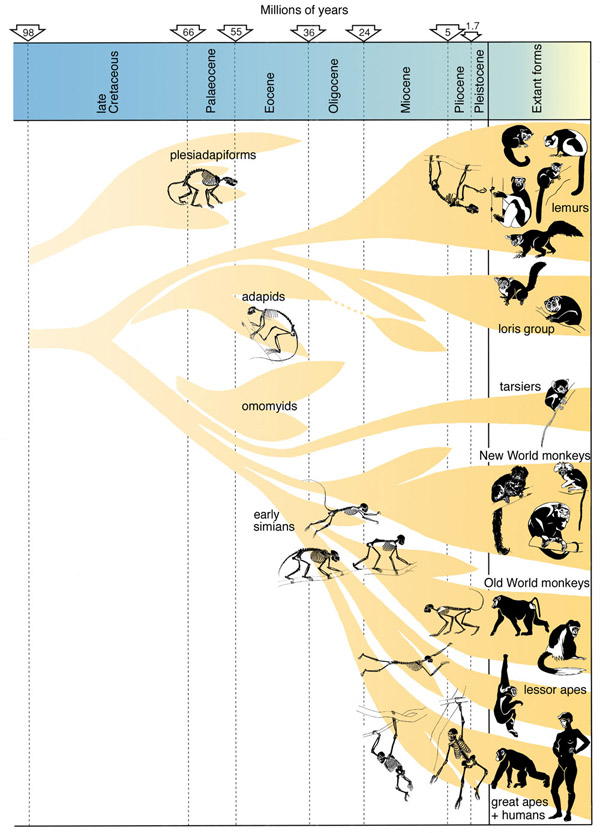 Millions of years
98 66 55 36 24 5 1.7
late
Cretaceous
Palaeocene
Eocene
Oligocene
Miocene
Pliocene
Pleistocene
Extant forms
plesiadapiforms
lemurs
adapids
loris group
tarsiers
omomyids
New World monkeys
early
simians
Old World monkeys
lessor apes
great apes
+ humans